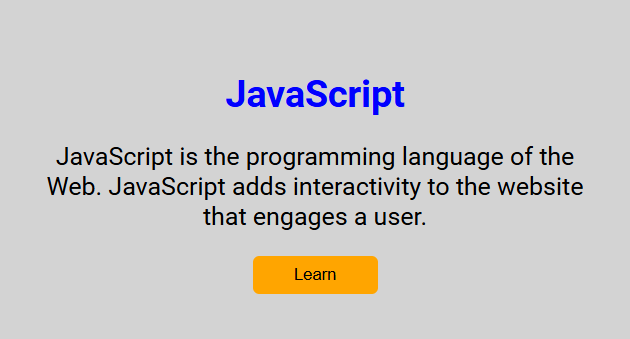 JavaScript
JavaScript is the programming language of the
Web. JavaScript adds interactivity to the website
that engages a user.
Learn